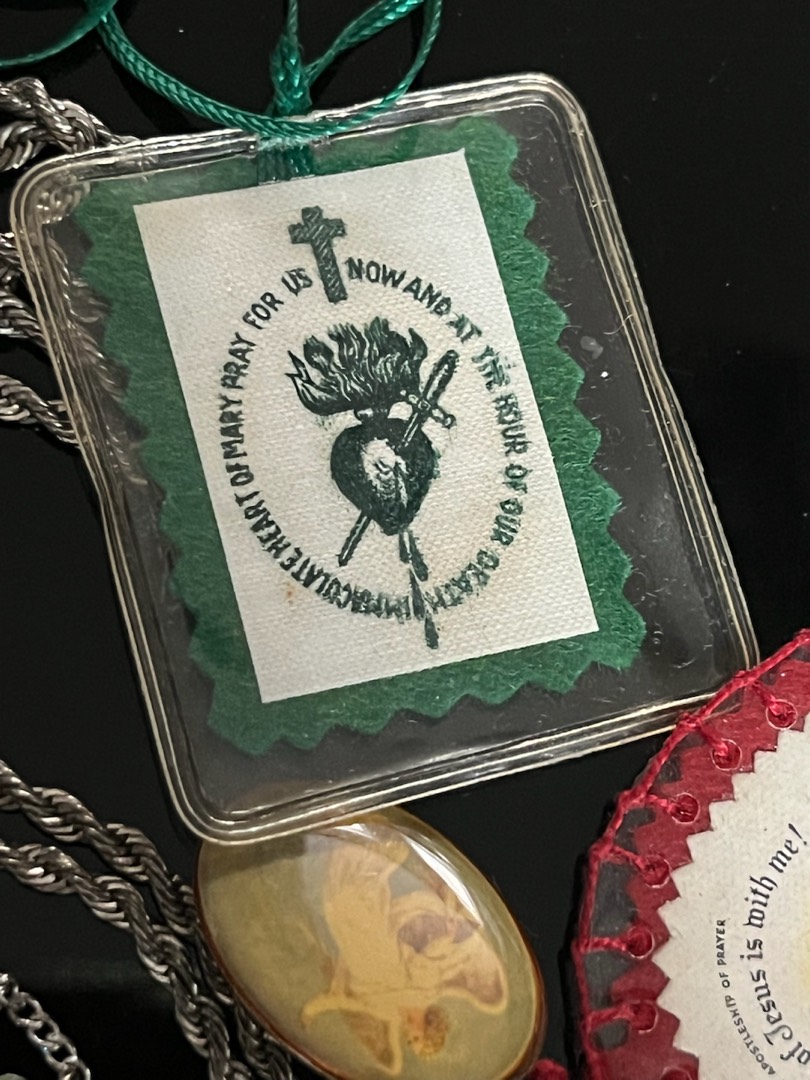 IMMACULATE HEART OF MARY PRAY FOR US NOW AND AT THE HOUR OF OUR DEATH
APOSTLESHIP OF PRAYER
of Jesus is with me!